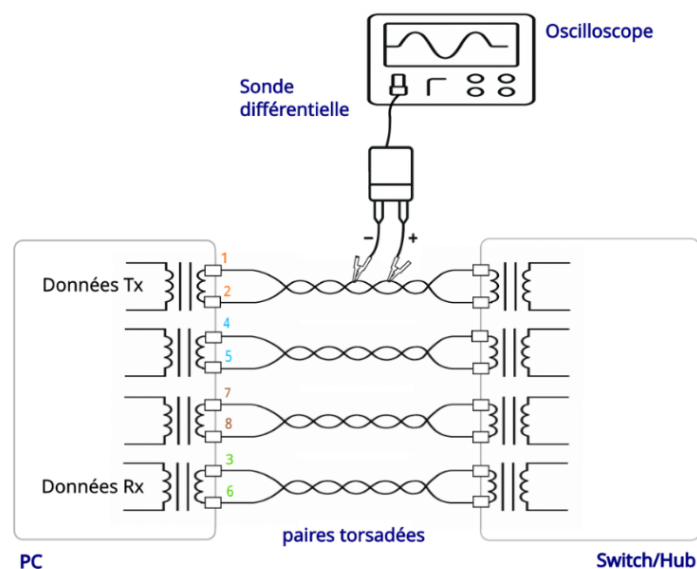 Oscilloscope
Sonde
différentielle
– +
Données Tx
1
2
4
5
7
8
Données Rx
3
6
paires torsadées
PC
Switch/Hub